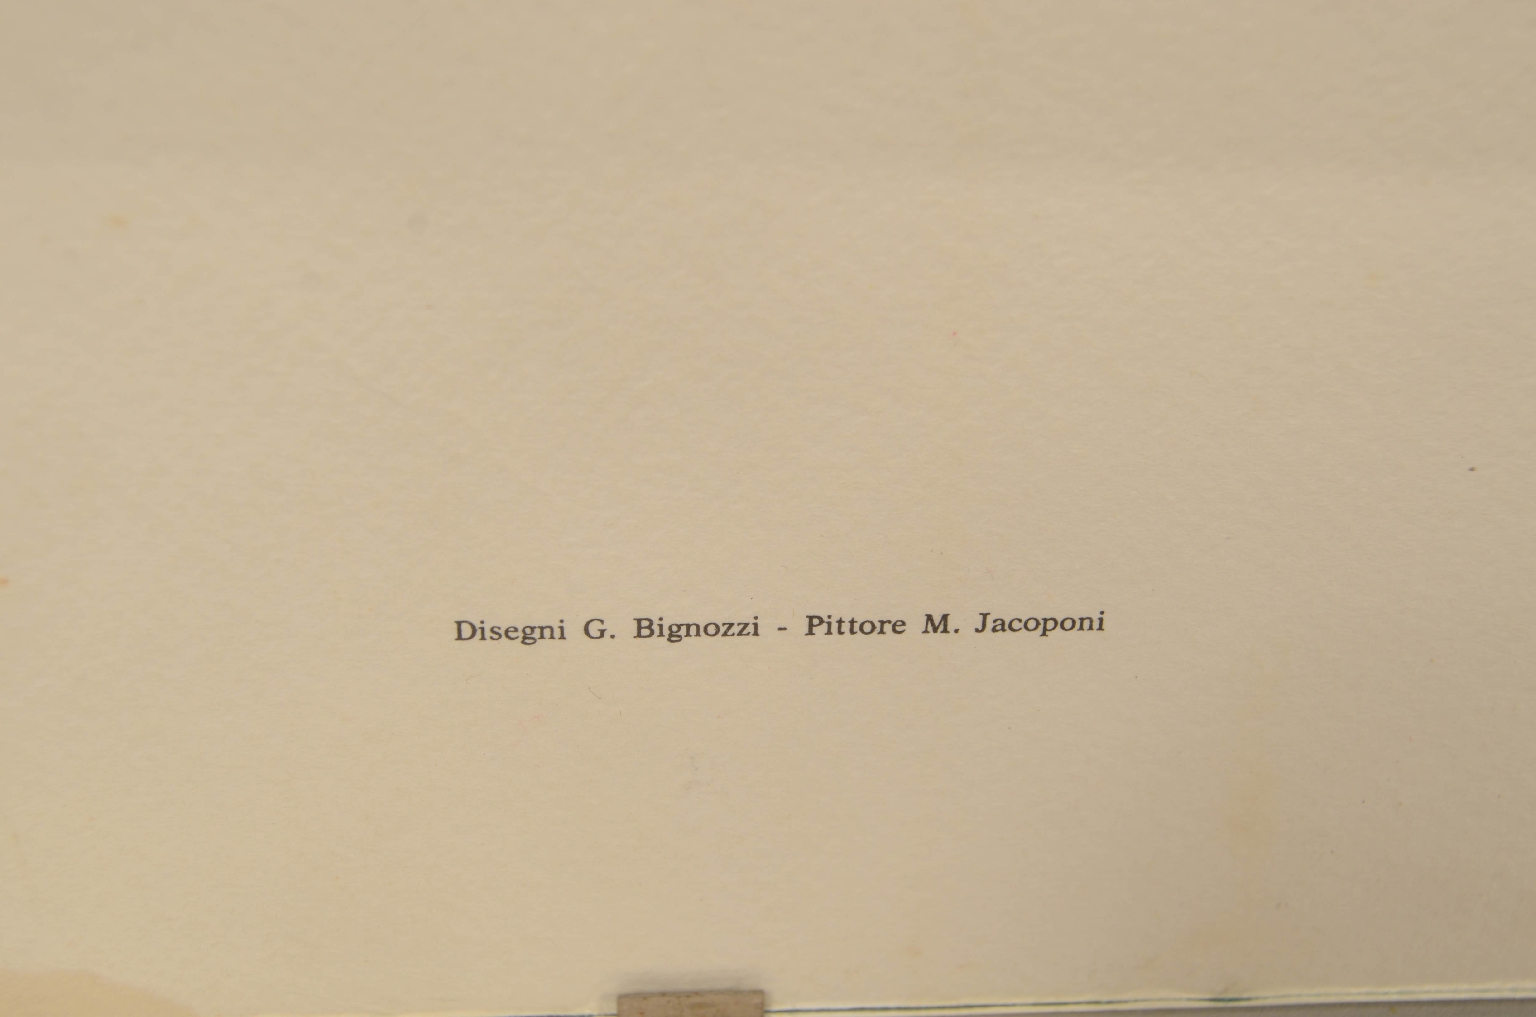 Disegni G. Bignozzi - Pittore M. Jacoponi